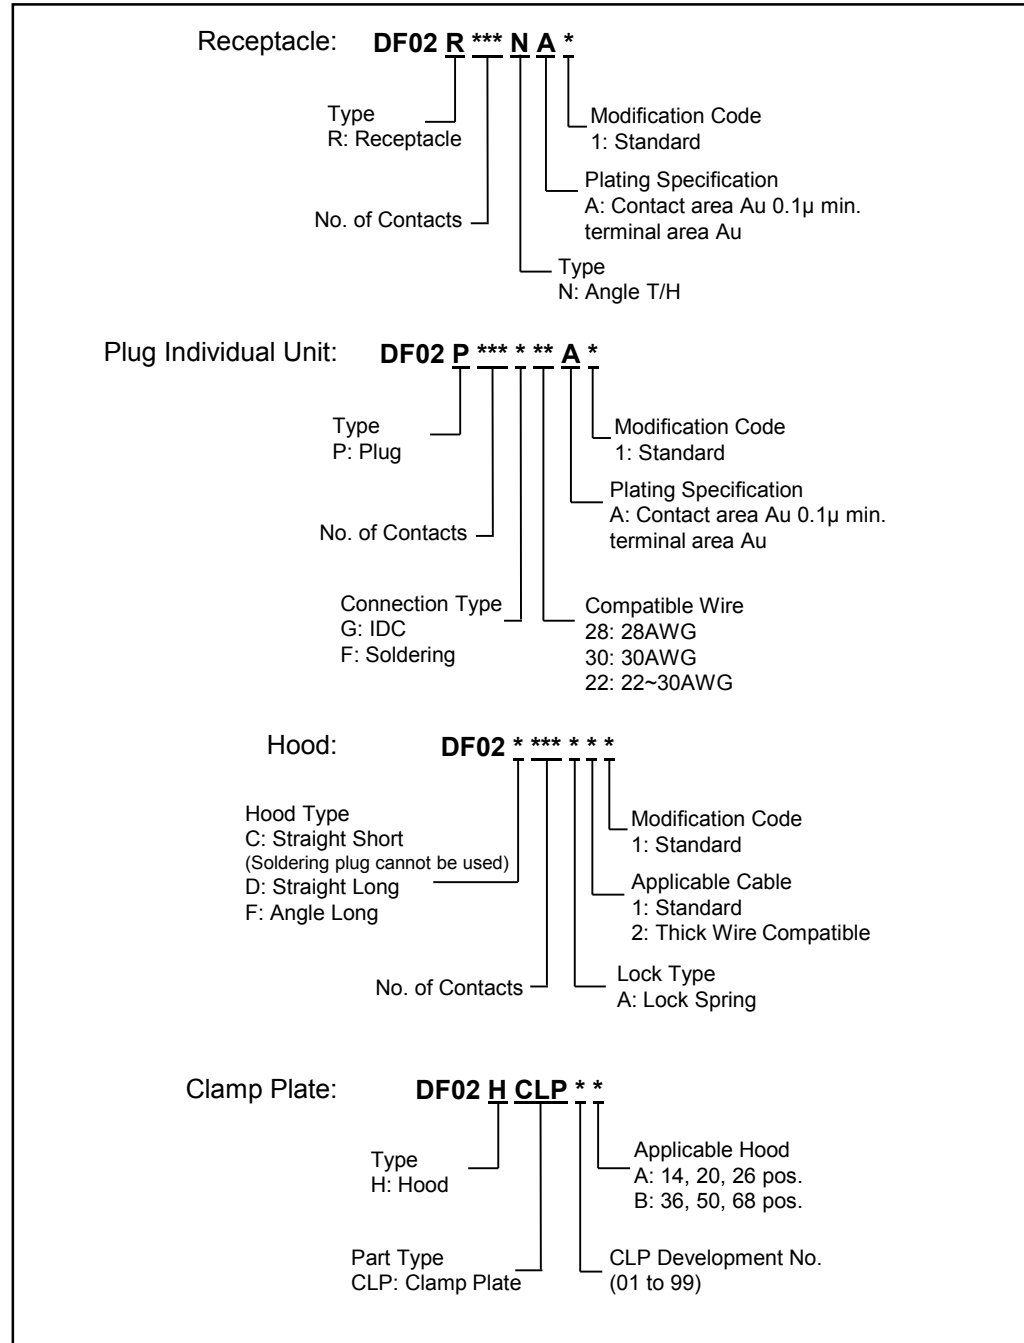 Receptacle: DF02 R *** N A *
Type
R: Receptacle
Modification Code
1: Standard
Plating Specification
A: Contact area Au 0.1μ min.
terminal area Au
No. of Contacts
Type
N: Angle T/H
Plug Individual Unit: DF02 P *** * ** A *
Type
P: Plug
Modification Code
1: Standard
Plating Specification
A: Contact area Au 0.1μ min.
terminal area Au
No. of Contacts
Connection Type
G: IDC
F: Soldering
Compatible Wire
28: 28AWG
30: 30AWG
22: 22~30AWG
Hood: DF02 * *** * * *
Hood Type
C: Straight Short
(Soldering plug cannot be used)
D: Straight Long
F: Angle Long
Modification Code
1: Standard
Applicable Cable
1: Standard
2: Thick Wire Compatible
No. of Contacts
Lock Type
A: Lock Spring
Clamp Plate: DF02 H CLP * *
Type
H: Hood
Applicable Hood
A: 14, 20, 26 pos.
B: 36, 50, 68 pos.
Part Type
CLP: Clamp Plate
CLP Development No.
(01 to 99)